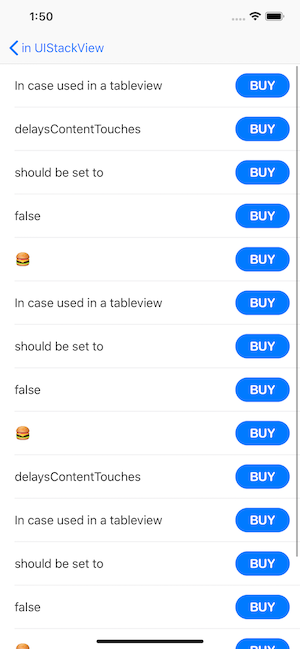 1:50
in UIStackView
In case used in a tableview BUY
delaysContentTouches BUY
should be set to BUY
false BUY
🍔 BUY
In case used in a tableview BUY
should be set to BUY
false BUY
🍔 BUY
delaysContentTouches BUY
In case used in a tableview BUY
should be set to BUY
false BUY
🍔 BUY